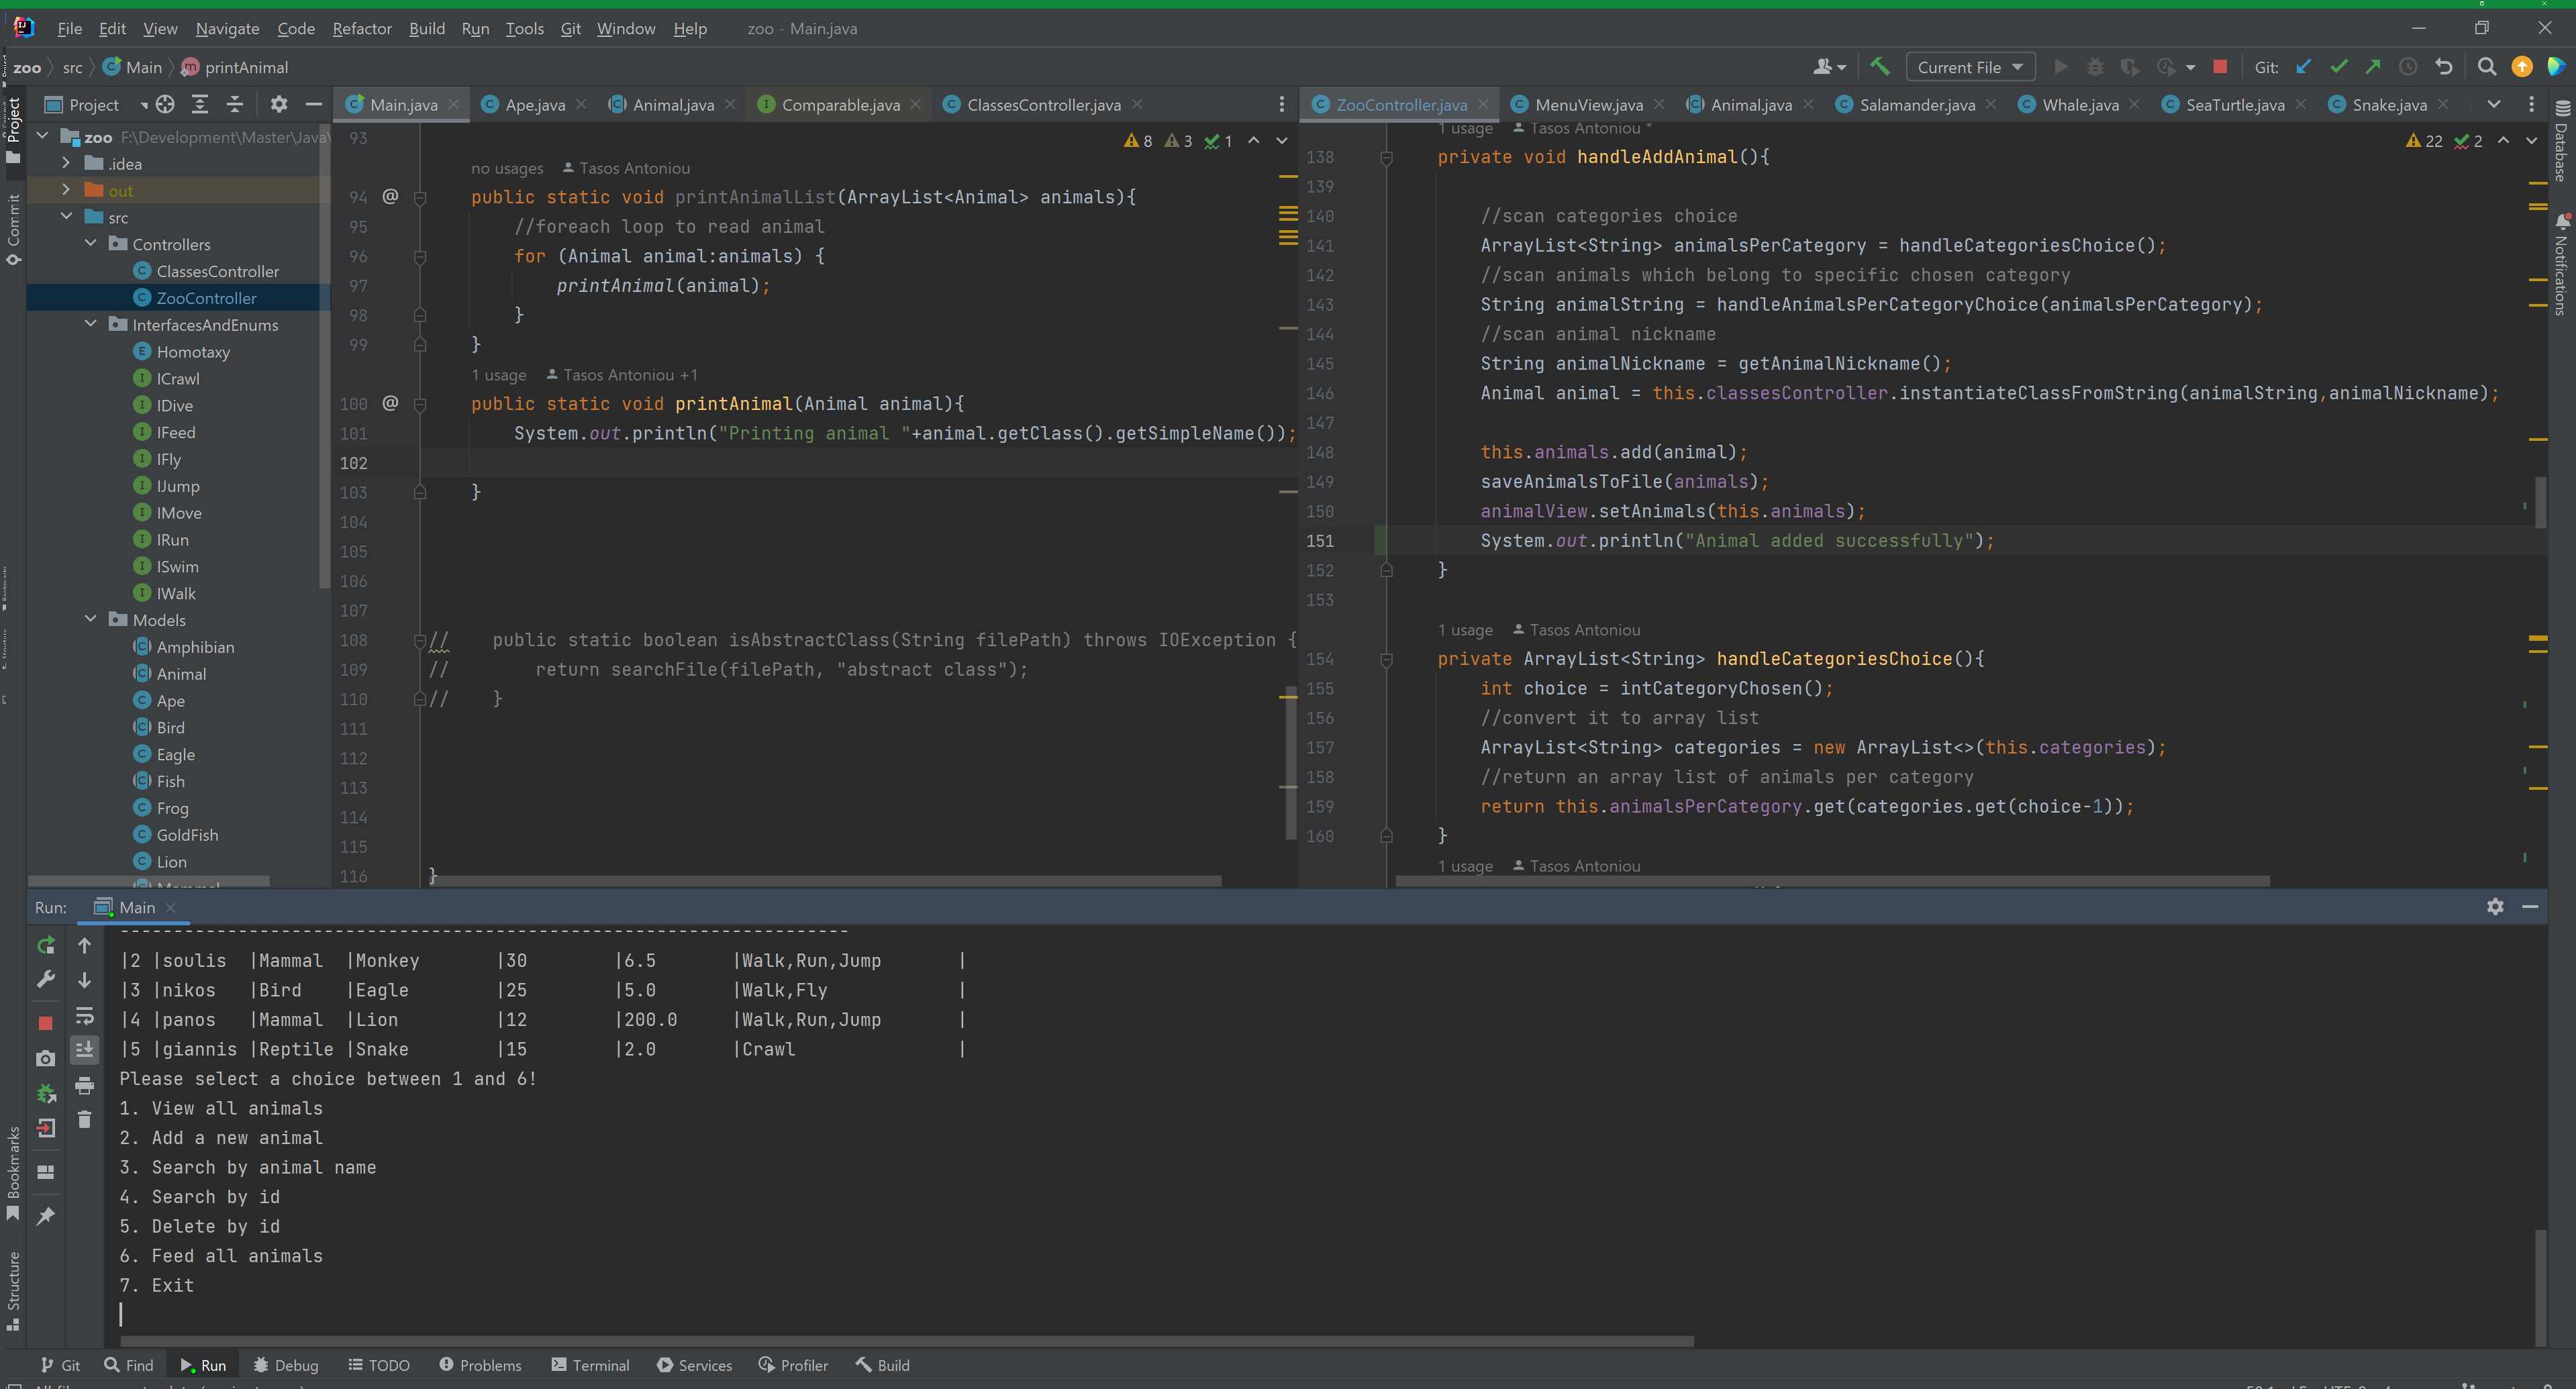 File Edit View Navigate Code Refactor Build Run Tools Git Window Help zoo - Main.java
zoo src Main printAnimal
Current File Git:
Project
Main.java Ape.java Animal.java Comparable.java ClassesController.java
ZooController.java MenuView.java Animal.java Salamander.java Whale.java SeaTurtle.java Snake.java
Project
Commit
zoo F:\Development\Master\Java\
.idea
out
src
Controllers
ClassesController
ZooController
InterfacesAndEnums
Homotaxy
ICrawl
IDive
IFeed
IFly
IJump
IMove
IRun
ISwim
IWalk
Models
Amphibian
Animal
Ape
Bird
Eagle
Fish
Frog
GoldFish
Lion
Mammal
8 3 1
93
no usages Tasos Antoniou
94 @ public static void printAnimalList(ArrayList<Animal> animals){
95 //foreach loop to read animal
96 for (Animal animal:animals) {
97 printAnimal(animal);
98 }
99 }
1 usage Tasos Antoniou +1
100 @ public static void printAnimal(Animal animal){
101 System.out.println("Printing animal "+animal.getClass().getSimpleName());
102
103 }
104
105
106
107
108 // public static boolean isAbstractClass(String filePath) throws IOException {
109 // return searchFile(filePath, "abstract class");
110 // }
111
112
113
114
115
116 }
22 2
1 usage Tasos Antoniou *
138 private void handleAddAnimal(){
139
140 //scan categories choice
141 ArrayList<String> animalsPerCategory = handleCategoriesChoice();
142 //scan animals which belong to specific chosen category
143 String animalString = handleAnimalsPerCategoryChoice(animalsPerCategory);
144 //scan animal nickname
145 String animalNickname = getAnimalNickname();
146 Animal animal = this.classesController.instantiateClassFromString(animalString,animalNickname);
147
148 this.animals.add(animal);
149 saveAnimalsToFile(animals);
150 animalView.setAnimals(this.animals);
151 System.out.println("Animal added successfully");
152 }
153
1 usage Tasos Antoniou
154 private ArrayList<String> handleCategoriesChoice(){
155 int choice = intCategoryChosen();
156 //convert it to array list
157 ArrayList<String> categories = new ArrayList<>(this.categories);
158 //return an array list of animals per category
159 return this.animalsPerCategory.get(categories.get(choice-1));
160 }
1 usage Tasos Antoniou
Database
Notifications
Run: Main
--------------------------------------------------------------------
|2 |soulis |Mammal |Monkey |30 |6.5 |Walk,Run,Jump |
|3 |nikos |Bird |Eagle |25 |5.0 |Walk,Fly |
|4 |panos |Mammal |Lion |12 |200.0 |Walk,Run,Jump |
|5 |giannis |Reptile |Snake |15 |2.0 |Crawl |
Please select a choice between 1 and 6!
1. View all animals
2. Add a new animal
3. Search by animal name
4. Search by id
5. Delete by id
6. Feed all animals
7. Exit
Bookmarks
Structure
Git Find Run Debug TODO Problems Terminal Services Profiler Build